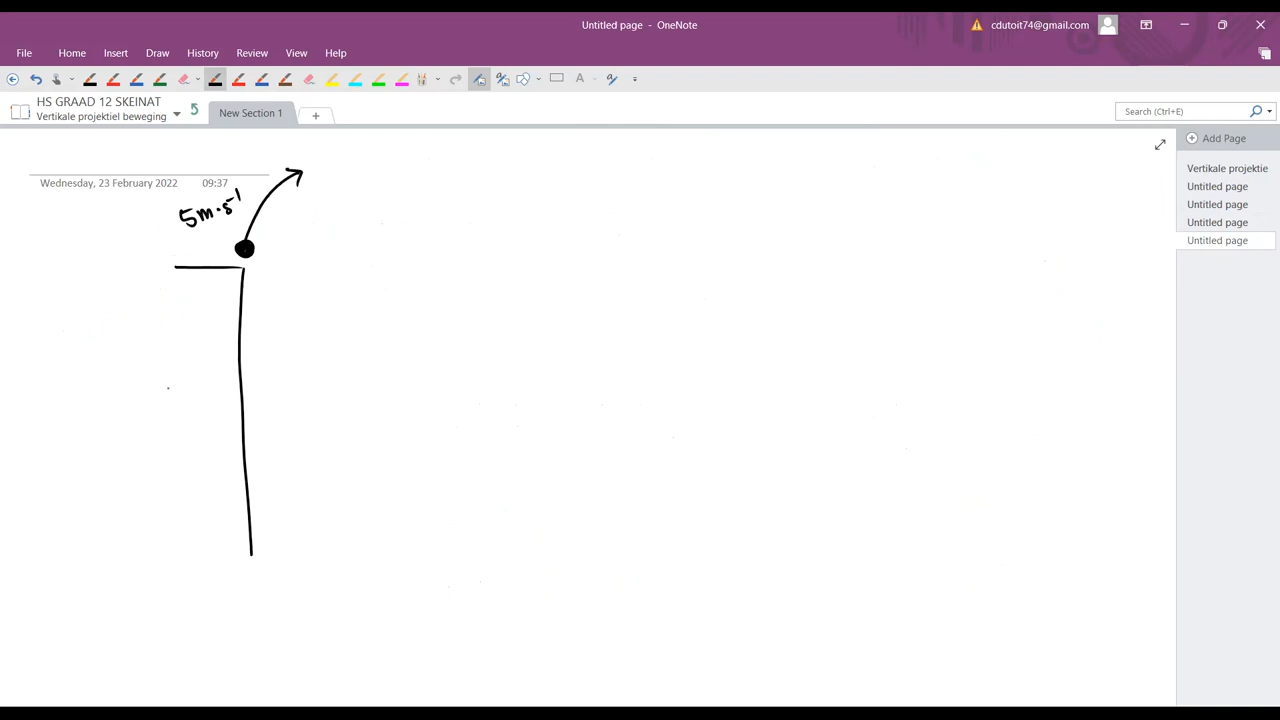 Untitled page - OneNote
cdutoit74@gmail.com
File Home Insert Draw History Review View Help
HS GRAAD 12 SKEINAT
Vertikale projektiel beweging
New Section 1
+
Search (Ctrl+E)
Add Page
Vertikale projektie
Untitled page
Untitled page
Untitled page
Untitled page
Wednesday, 23 February 2022 09:37
5m·s⁻¹